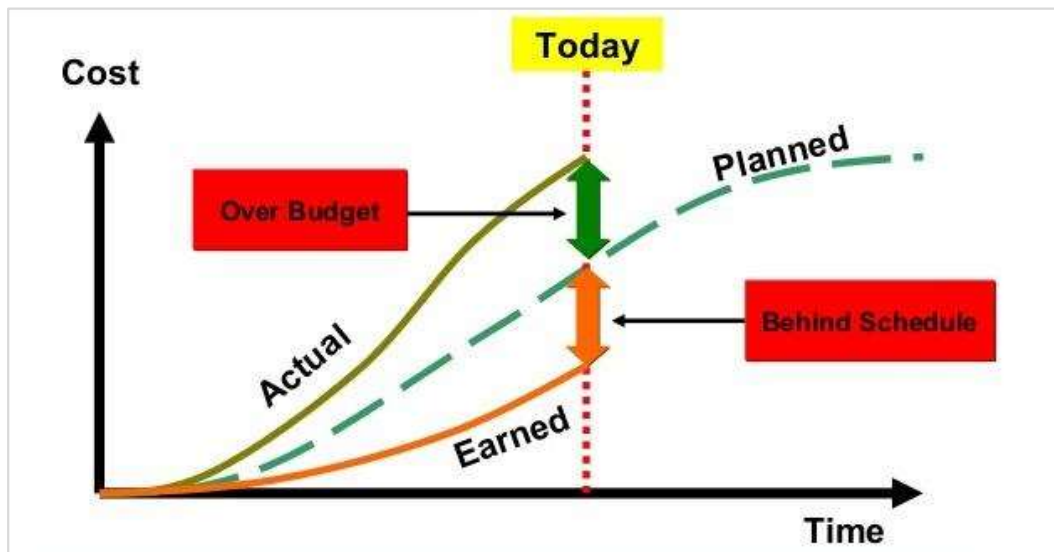 Today
Cost
Planned
Over Budget
Behind Schedule
Actual
Earned
Time